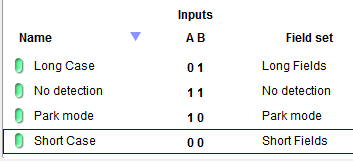 Inputs
Name A B Field set
Long Case 0 1 Long Fields
No detection 1 1 No detection
Park mode 1 0 Park mode
Short Case 0 0 Short Fields